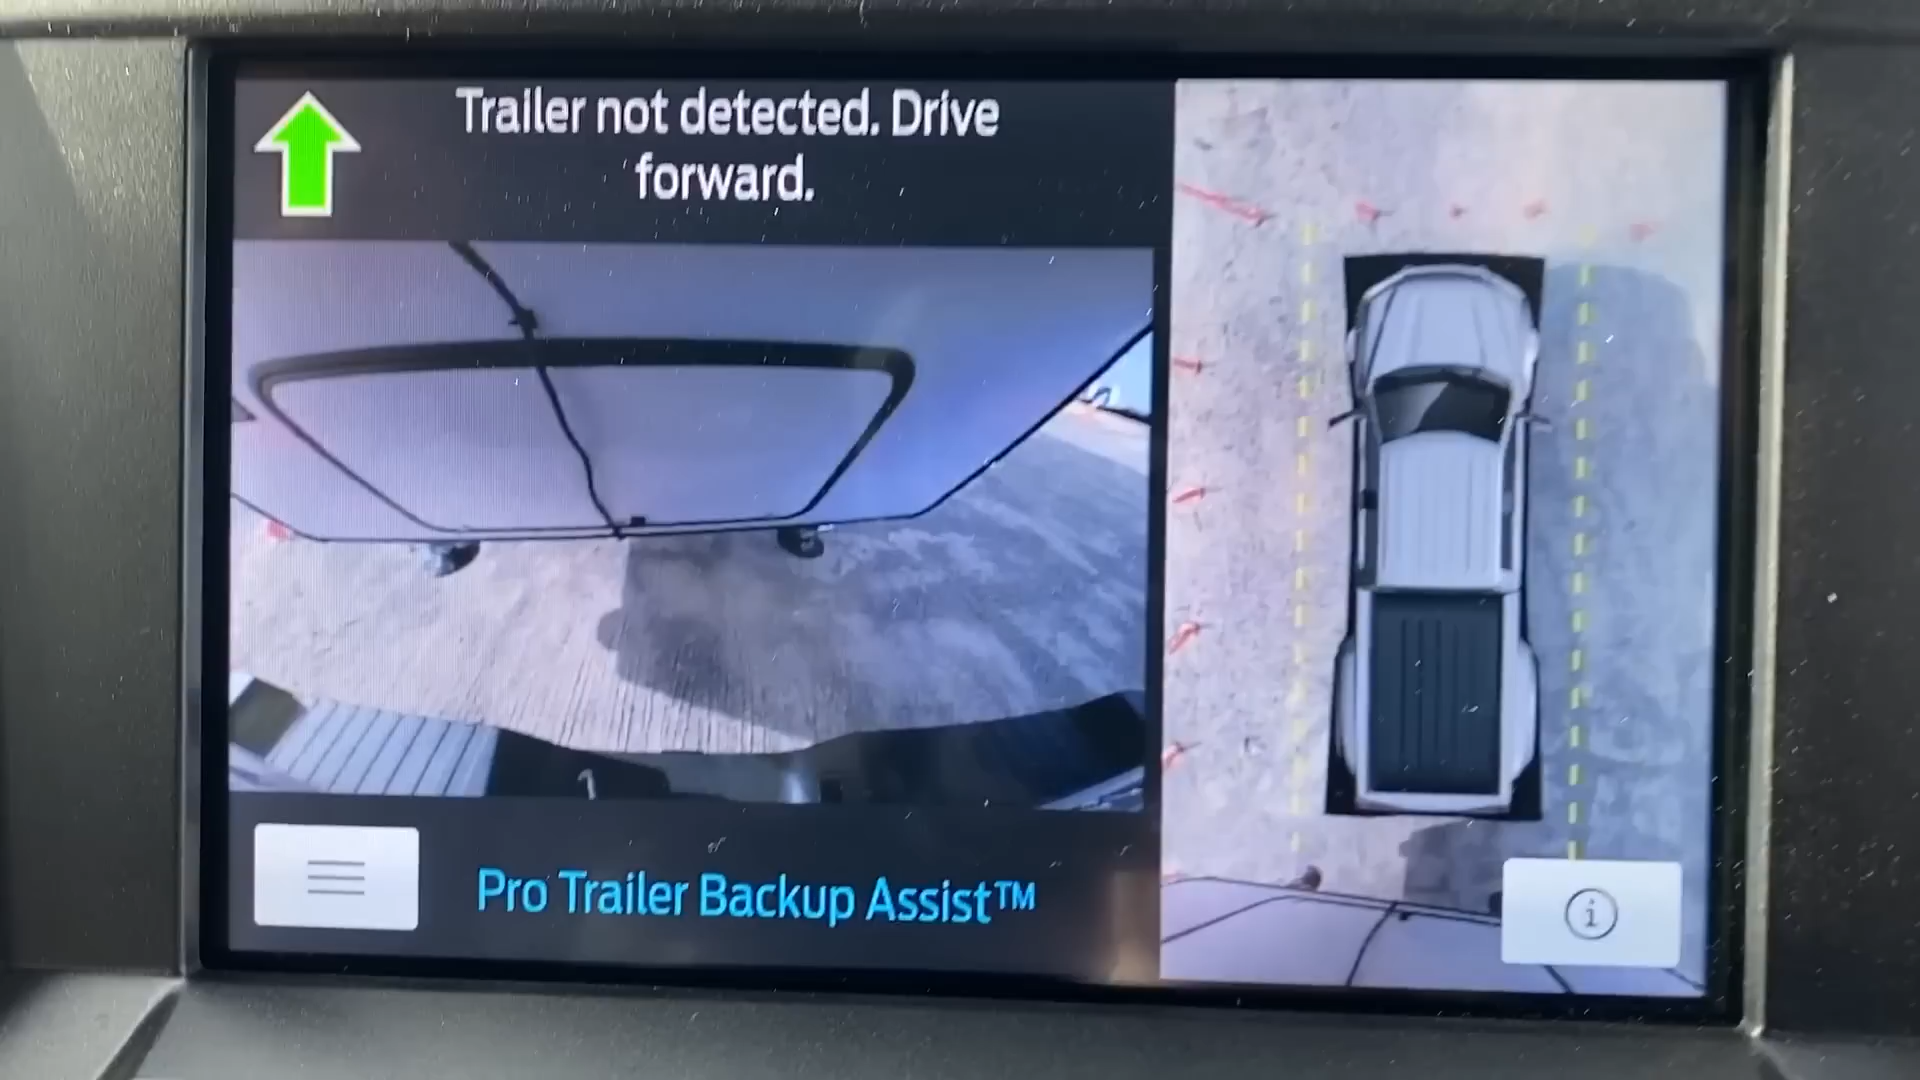 Trailer not detected. Drive
forward.
Pro Trailer Backup Assist™
i